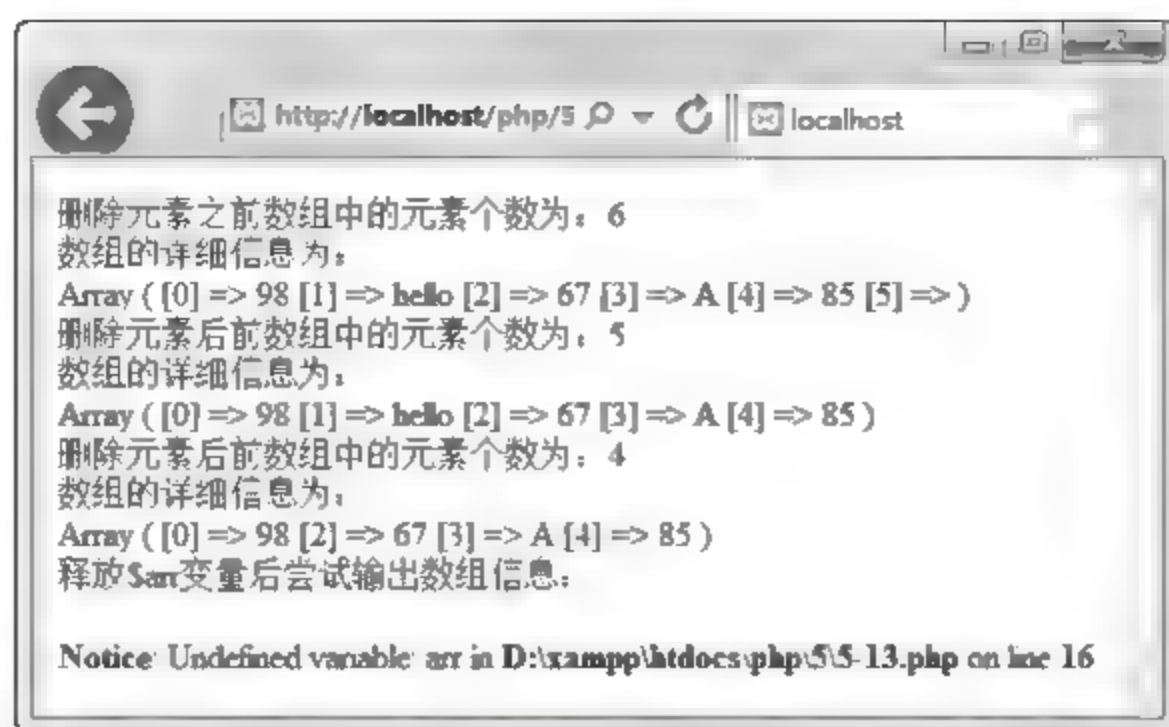 http://localhost/php/5
localhost
删除元素之前数组中的元素个数为：6
数组的详细信息为：
Array ( [0] => 98 [1] => hello [2] => 67 [3] => A [4] => 85 [5] => )
删除元素后前数组中的元素个数为：5
数组的详细信息为：
Array ( [0] => 98 [1] => hello [2] => 67 [3] => A [4] => 85 )
删除元素后前数组中的元素个数为：4
数组的详细信息为：
Array ( [0] => 98 [2] => 67 [3] => A [4] => 85 )
释放$arr变量后尝试输出数组信息：
Notice: Undefined variable: arr in D:\xampp\htdocs\php\5\5-13.php on line 16